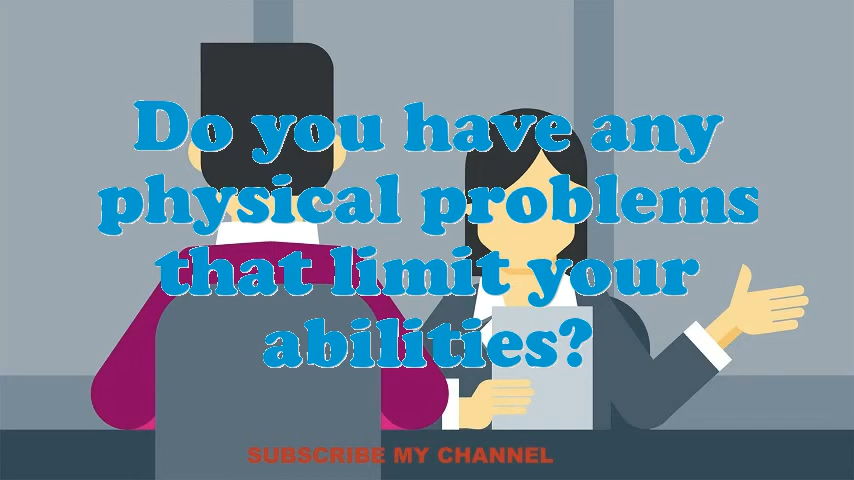 Do you have any
physical problems
that limit your
abilities?
SUBSCRIBE MY CHANNEL